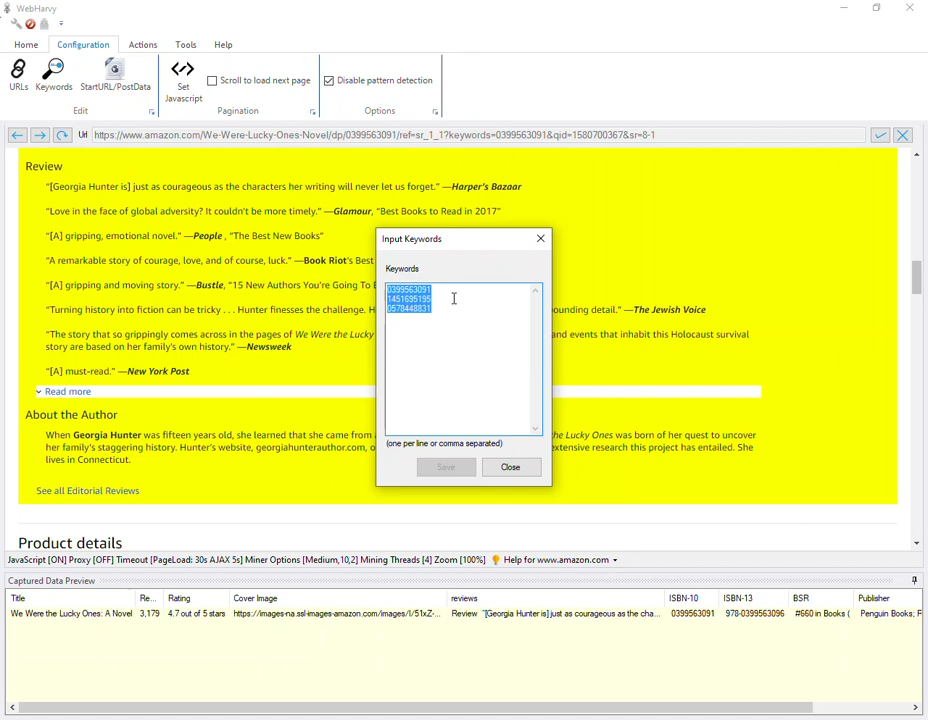 WebHarvy
Home Configuration Actions Tools Help
URLs Keywords StartURL/PostData Set Javascript Scroll to load next page Disable pattern detection
Edit Pagination Options
Url https://www.amazon.com/We-Were-Lucky-Ones-Novel/dp/0399563091/ref=sr_1_1?keywords=0399563091&qid=1580700367&sr=8-1
Review
“[Georgia Hunter is] just as courageous as the characters her writing will never let us forget.” —Harper's Bazaar
“Love in the face of global adversity? It couldn't be more timely.” —Glamour, “Best Books to Read in 2017”
“[A] gripping, emotional novel.” —People , “The Best New Books”
“A remarkable story of courage, love, and of course, luck.” —Book Riot's Best
“[A] gripping and moving story.” —Bustle, “15 New Authors You're Going To
“Turning history into fiction can be tricky . . . Hunter finesses the challenge. H ounding detail.” —The Jewish Voice
“The story that so grippingly comes across in the pages of We Were the Lucky and events that inhabit this Holocaust survival
story are based on her family's own history.” —Newsweek
“[A] must-read.” —New York Post
Read more
About the Author
When Georgia Hunter was fifteen years old, she learned that she came from a the Lucky Ones was born of her quest to uncover
her family's staggering history. Hunter's website, georgiahunterauthor.com, o extensive research this project has entailed. She
lives in Connecticut.
See all Editorial Reviews
Product details
Input Keywords
Keywords
0399563091
1451695195
0578448831
(one per line or comma separated)
Save Close
JavaScript [ON] Proxy [OFF] Timeout [PageLoad: 30s AJAX 5s] Miner Options [Medium,10,2] Mining Threads [4] Zoom [100%] Help for www.amazon.com
Captured Data Preview
Title Re... Rating Cover Image reviews ISBN-10 ISBN-13 BSR Publisher
We Were the Lucky Ones: A Novel 3,179 4.7 out of 5 stars https://images-na.ssl-images-amazon.com/images/I/51xZ-... Review "[Georgia Hunter is] just as courageous as the cha... 0399563091 978-0399563096 #660 in Books ( Penguin Books; R